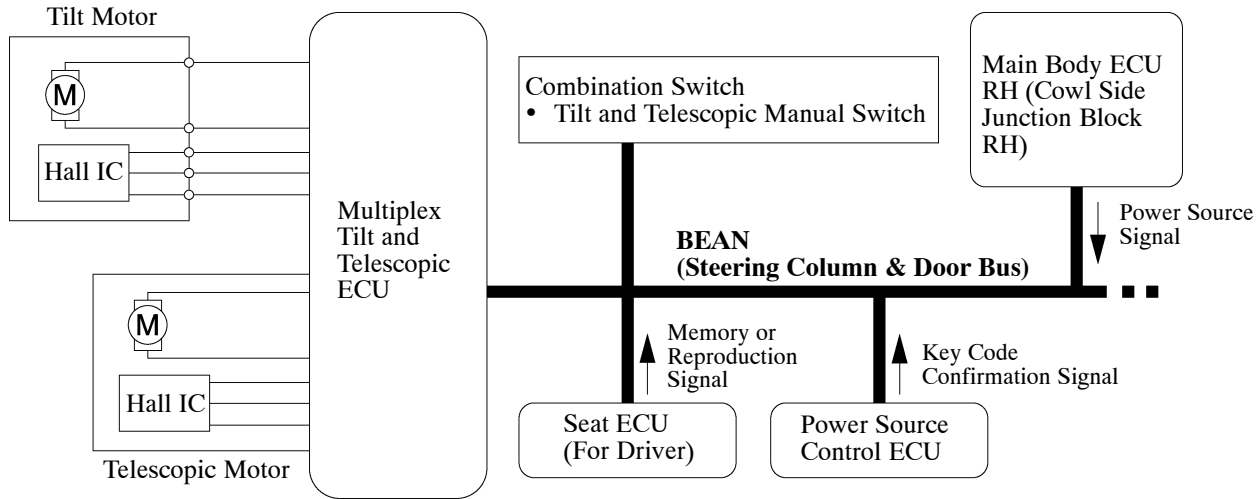 Tilt Motor
M
Hall IC
Multiplex
Tilt and
Telescopic
ECU
M
Hall IC
Telescopic Motor
Combination Switch
• Tilt and Telescopic Manual Switch
Main Body ECU
RH (Cowl Side
Junction Block
RH)
Power Source
Signal
BEAN
(Steering Column & Door Bus)
Memory or
Reproduction
Signal
Key Code
Confirmation Signal
Seat ECU
(For Driver)
Power Source
Control ECU